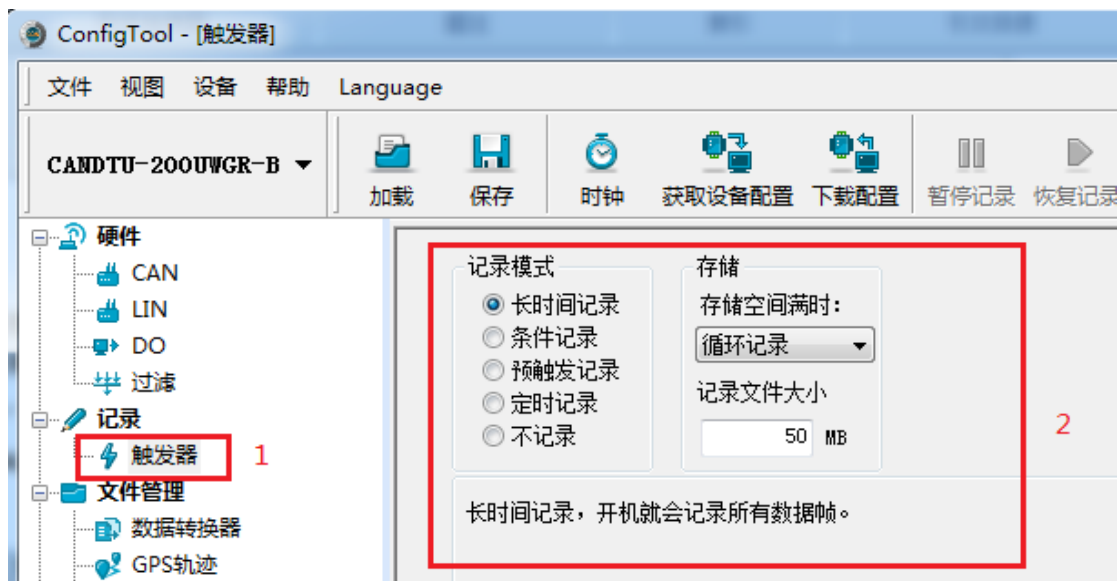 ConfigTool - [触发器]
文件 视图 设备 帮助 Language
CANDTU-200UWGR-B
加载 保存 时钟 获取设备配置 下载配置 暂停记录 恢复记录
硬件
CAN
LIN
DO
过滤
记录
触发器
1
文件管理
数据转换器
GPS轨迹
记录模式
长时间记录
条件记录
预触发记录
定时记录
不记录
存储
存储空间满时:
循环记录
记录文件大小
50 MB
2
长时间记录，开机就会记录所有数据帧。